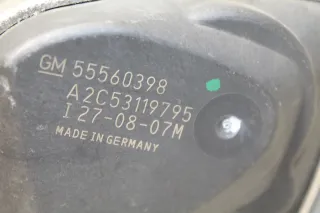 GM 55560398
A2C53119795
I 27-08-07M
MADE IN GERMANY